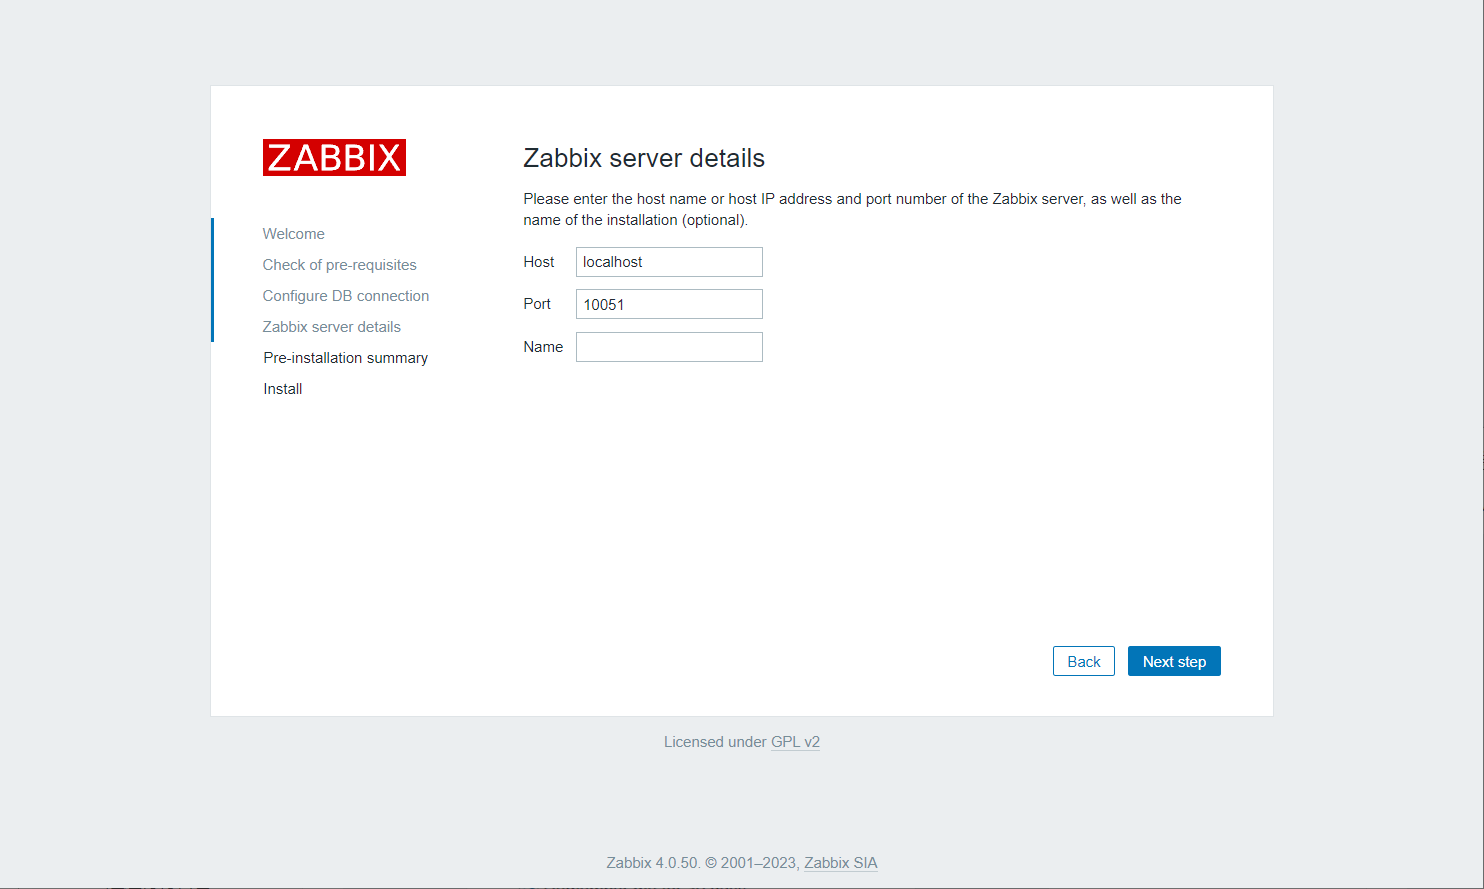 ZABBIX
Welcome
Check of pre-requisites
Configure DB connection
Zabbix server details
Pre-installation summary
Install
Zabbix server details
Please enter the host name or host IP address and port number of the Zabbix server, as well as the
name of the installation (optional).
Host localhost
Port 10051
Name
Back Next step
Licensed under GPL v2
Zabbix 4.0.50. © 2001–2023, Zabbix SIA